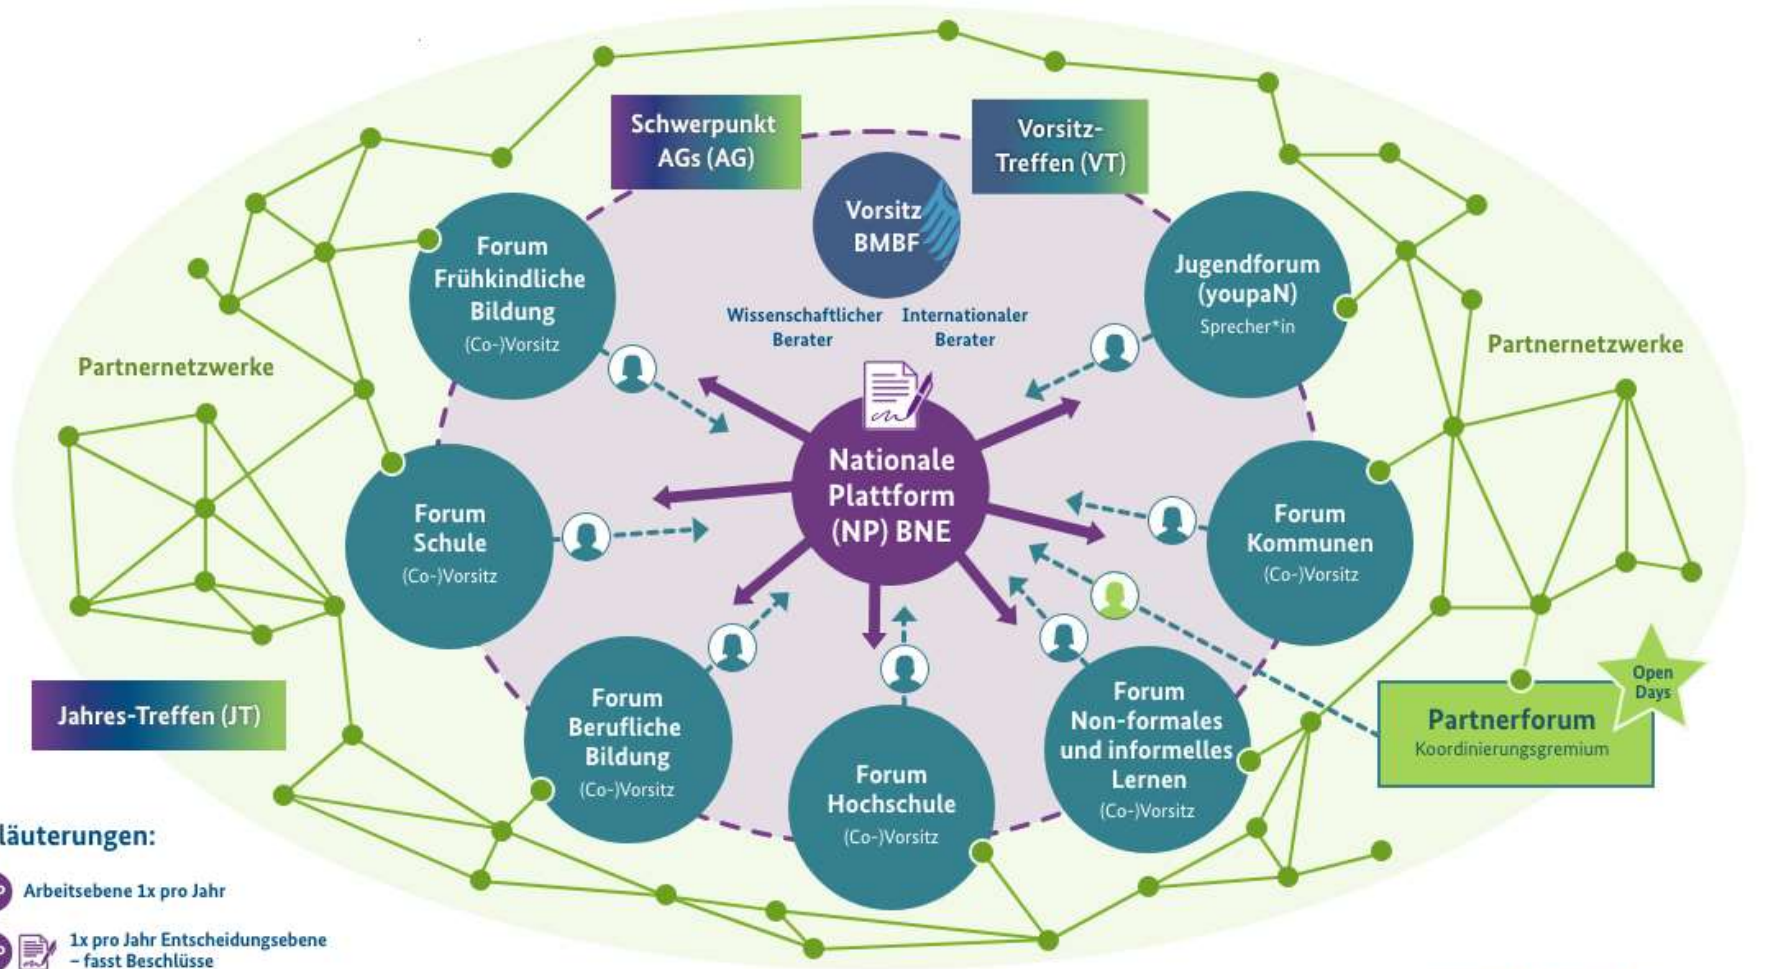 Schwerpunkt
AGs (AG)
Vorsitz-
Treffen (VT)
Vorsitz
BMBF
Wissenschaftlicher
Berater
Internationaler
Berater
Forum
Frühkindliche
Bildung
(Co-)Vorsitz
Jugendforum
(youpaN)
Sprecher*in
Partnernetzwerke
Partnernetzwerke
Nationale
Plattform
(NP) BNE
Forum
Schule
(Co-)Vorsitz
Forum
Kommunen
(Co-)Vorsitz
Forum
Berufliche
Bildung
(Co-)Vorsitz
Forum
Hochschule
(Co-)Vorsitz
Forum
Non-formales
und informelles
Lernen
(Co-)Vorsitz
Open
Days
Partnerforum
Koordinierungsgremium
Jahres-Treffen (JT)
läuterungen:
Arbeitsebene 1x pro Jahr
1x pro Jahr Entscheidungsebene
– fasst Beschlüsse